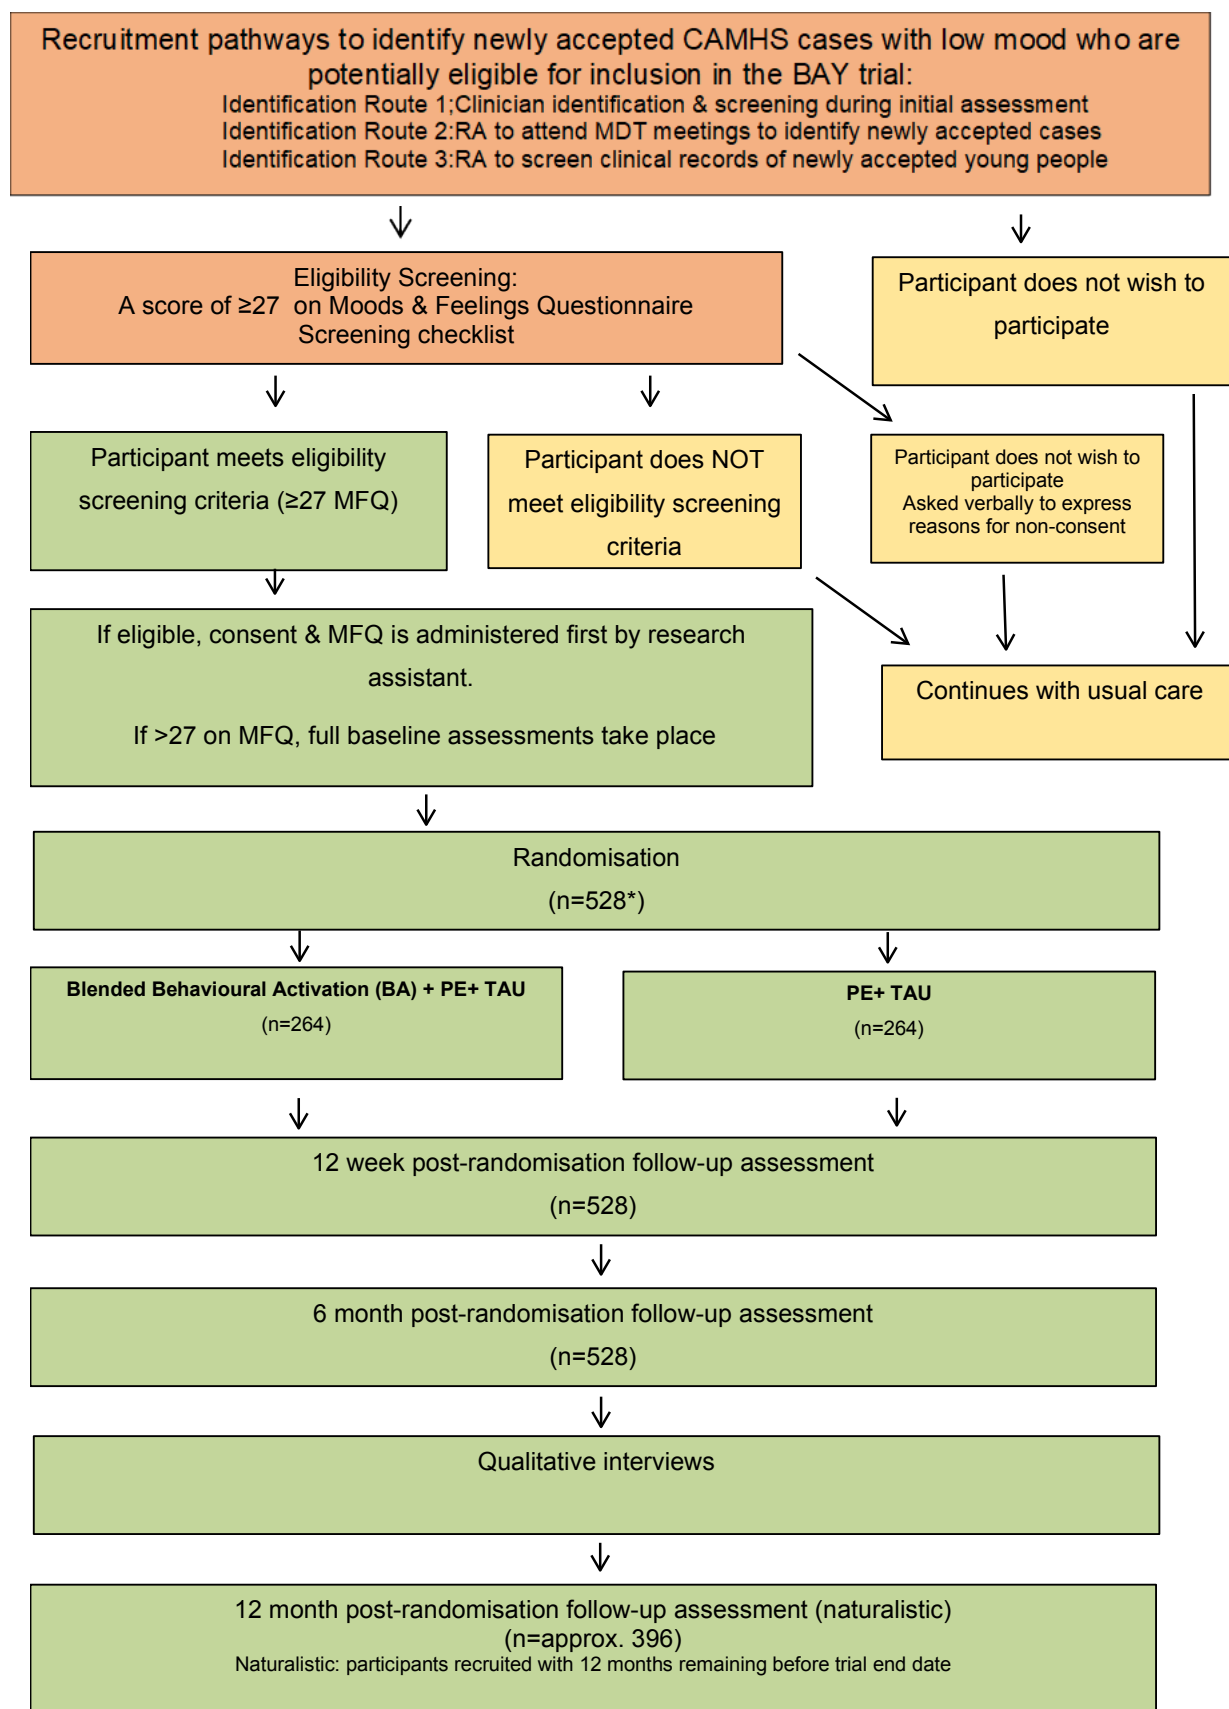 Recruitment pathways to identify newly accepted CAMHS cases with low mood who are
potentially eligible for inclusion in the BAY trial:
Identification Route 1;Clinician identification & screening during initial assessment
Identification Route 2:RA to attend MDT meetings to identify newly accepted cases
Identification Route 3:RA to screen clinical records of newly accepted young people
Eligibility Screening:
A score of ≥27 on Moods & Feelings Questionnaire
Screening checklist
Participant does not wish to
participate
Participant meets eligibility
screening criteria (≥27 MFQ)
Participant does NOT
meet eligibility screening
criteria
Participant does not wish to
participate
Asked verbally to express
reasons for non-consent
If eligible, consent & MFQ is administered first by research
assistant.
If >27 on MFQ, full baseline assessments take place
Continues with usual care
Randomisation
(n=528*)
Blended Behavioural Activation (BA) + PE+ TAU
(n=264)
PE+ TAU
(n=264)
12 week post-randomisation follow-up assessment
(n=528)
6 month post-randomisation follow-up assessment
(n=528)
Qualitative interviews
12 month post-randomisation follow-up assessment (naturalistic)
(n=approx. 396)
Naturalistic: participants recruited with 12 months remaining before trial end date